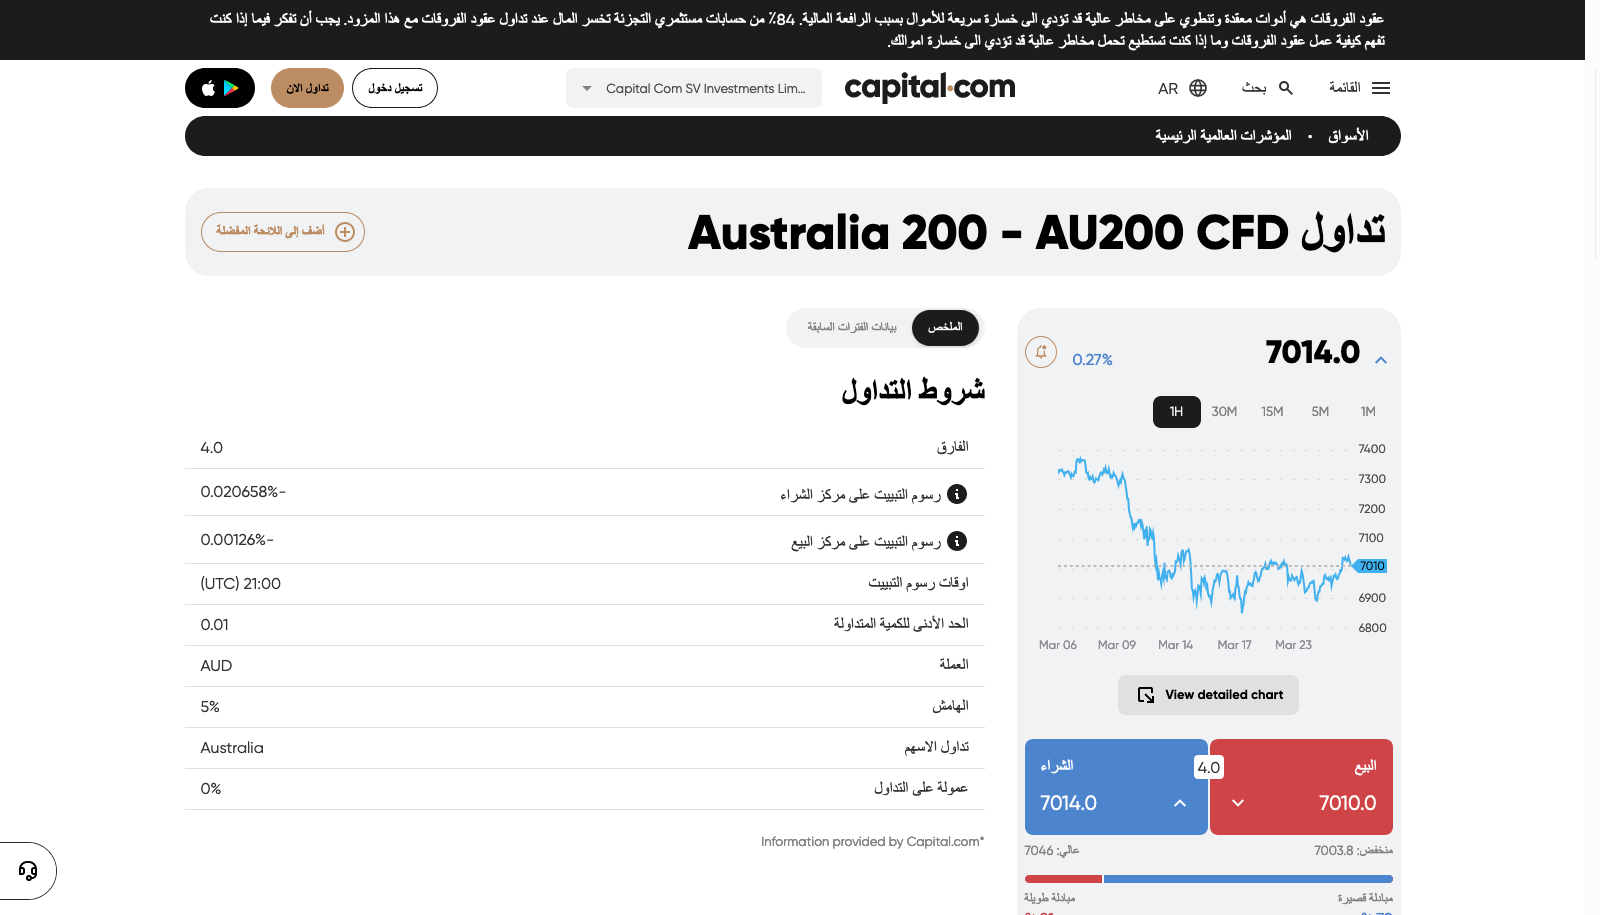 عقود الفروقات هي أدوات معقدة وتنطوي على مخاطر عالية قد تؤدي الى خسارة سريعة للأموال بسبب الرافعة المالية. 84٪ من حسابات مستثمري التجزئة تخسر المال عند تداول عقود الفروقات مع هذا المزود. يجب أن تفكر فيما إذا كنت
تفهم كيفية عمل عقود الفروقات وما إذا كنت تستطيع تحمل مخاطر عالية قد تؤدي الى خسارة اموالك.
القائمة
بحث
AR
capital.com
Capital Com SV Investments Lim...
تسجيل دخول
تداول الآن
الأسواق • المؤشرات العالمية الرئيسية
تداول Australia 200 - AU200 CFD
أضف إلى اللائحة المفضلة
7014.0
0.27%
1M
5M
15M
30M
1H
7400
7300
7200
7100
7010
6900
6800
Mar 06
Mar 09
Mar 14
Mar 17
Mar 23
View detailed chart
البيع
7010.0
4.0
الشراء
7014.0
منخفض: 7003.8
عالي: 7046
مبادلة قصيرة
مبادلة طويلة
الملخص
بيانات الفترات السابقة
شروط التداول
الفارق
4.0
رسوم التبييت على مركز الشراء
0.020658%-
رسوم التبييت على مركز البيع
0.00126%-
اوقات رسوم التبييت
(UTC) 21:00
الحد الأدنى للكمية المتداولة
0.01
العملة
AUD
الهامش
5%
تداول الاسهم
Australia
عمولة على التداول
0%
Information provided by Capital.com*